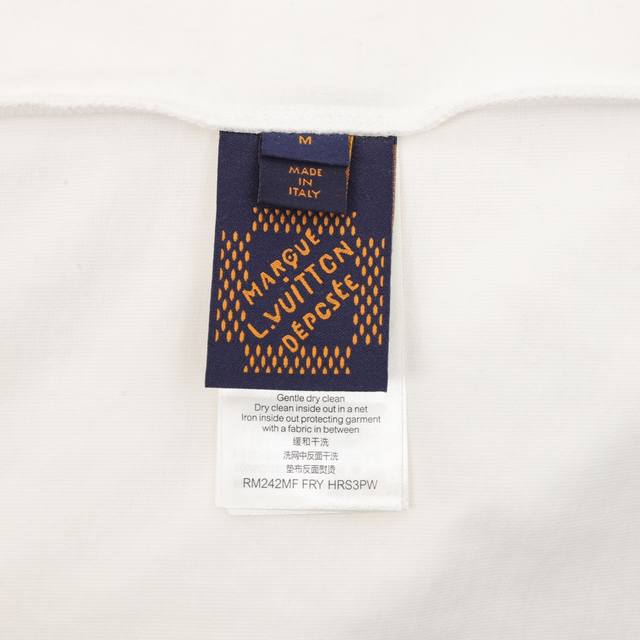 M
MADE
IN
ITALY
MARQUE
L.VUITTON
DÉPOSÉE
Gentle dry clean
Dry clean inside out in a net
Iron inside out protecting garment
with a fabric in between
缓和干洗
洗网中反面干洗
垫布反面熨烫
RM242MF FRY HRS3PW